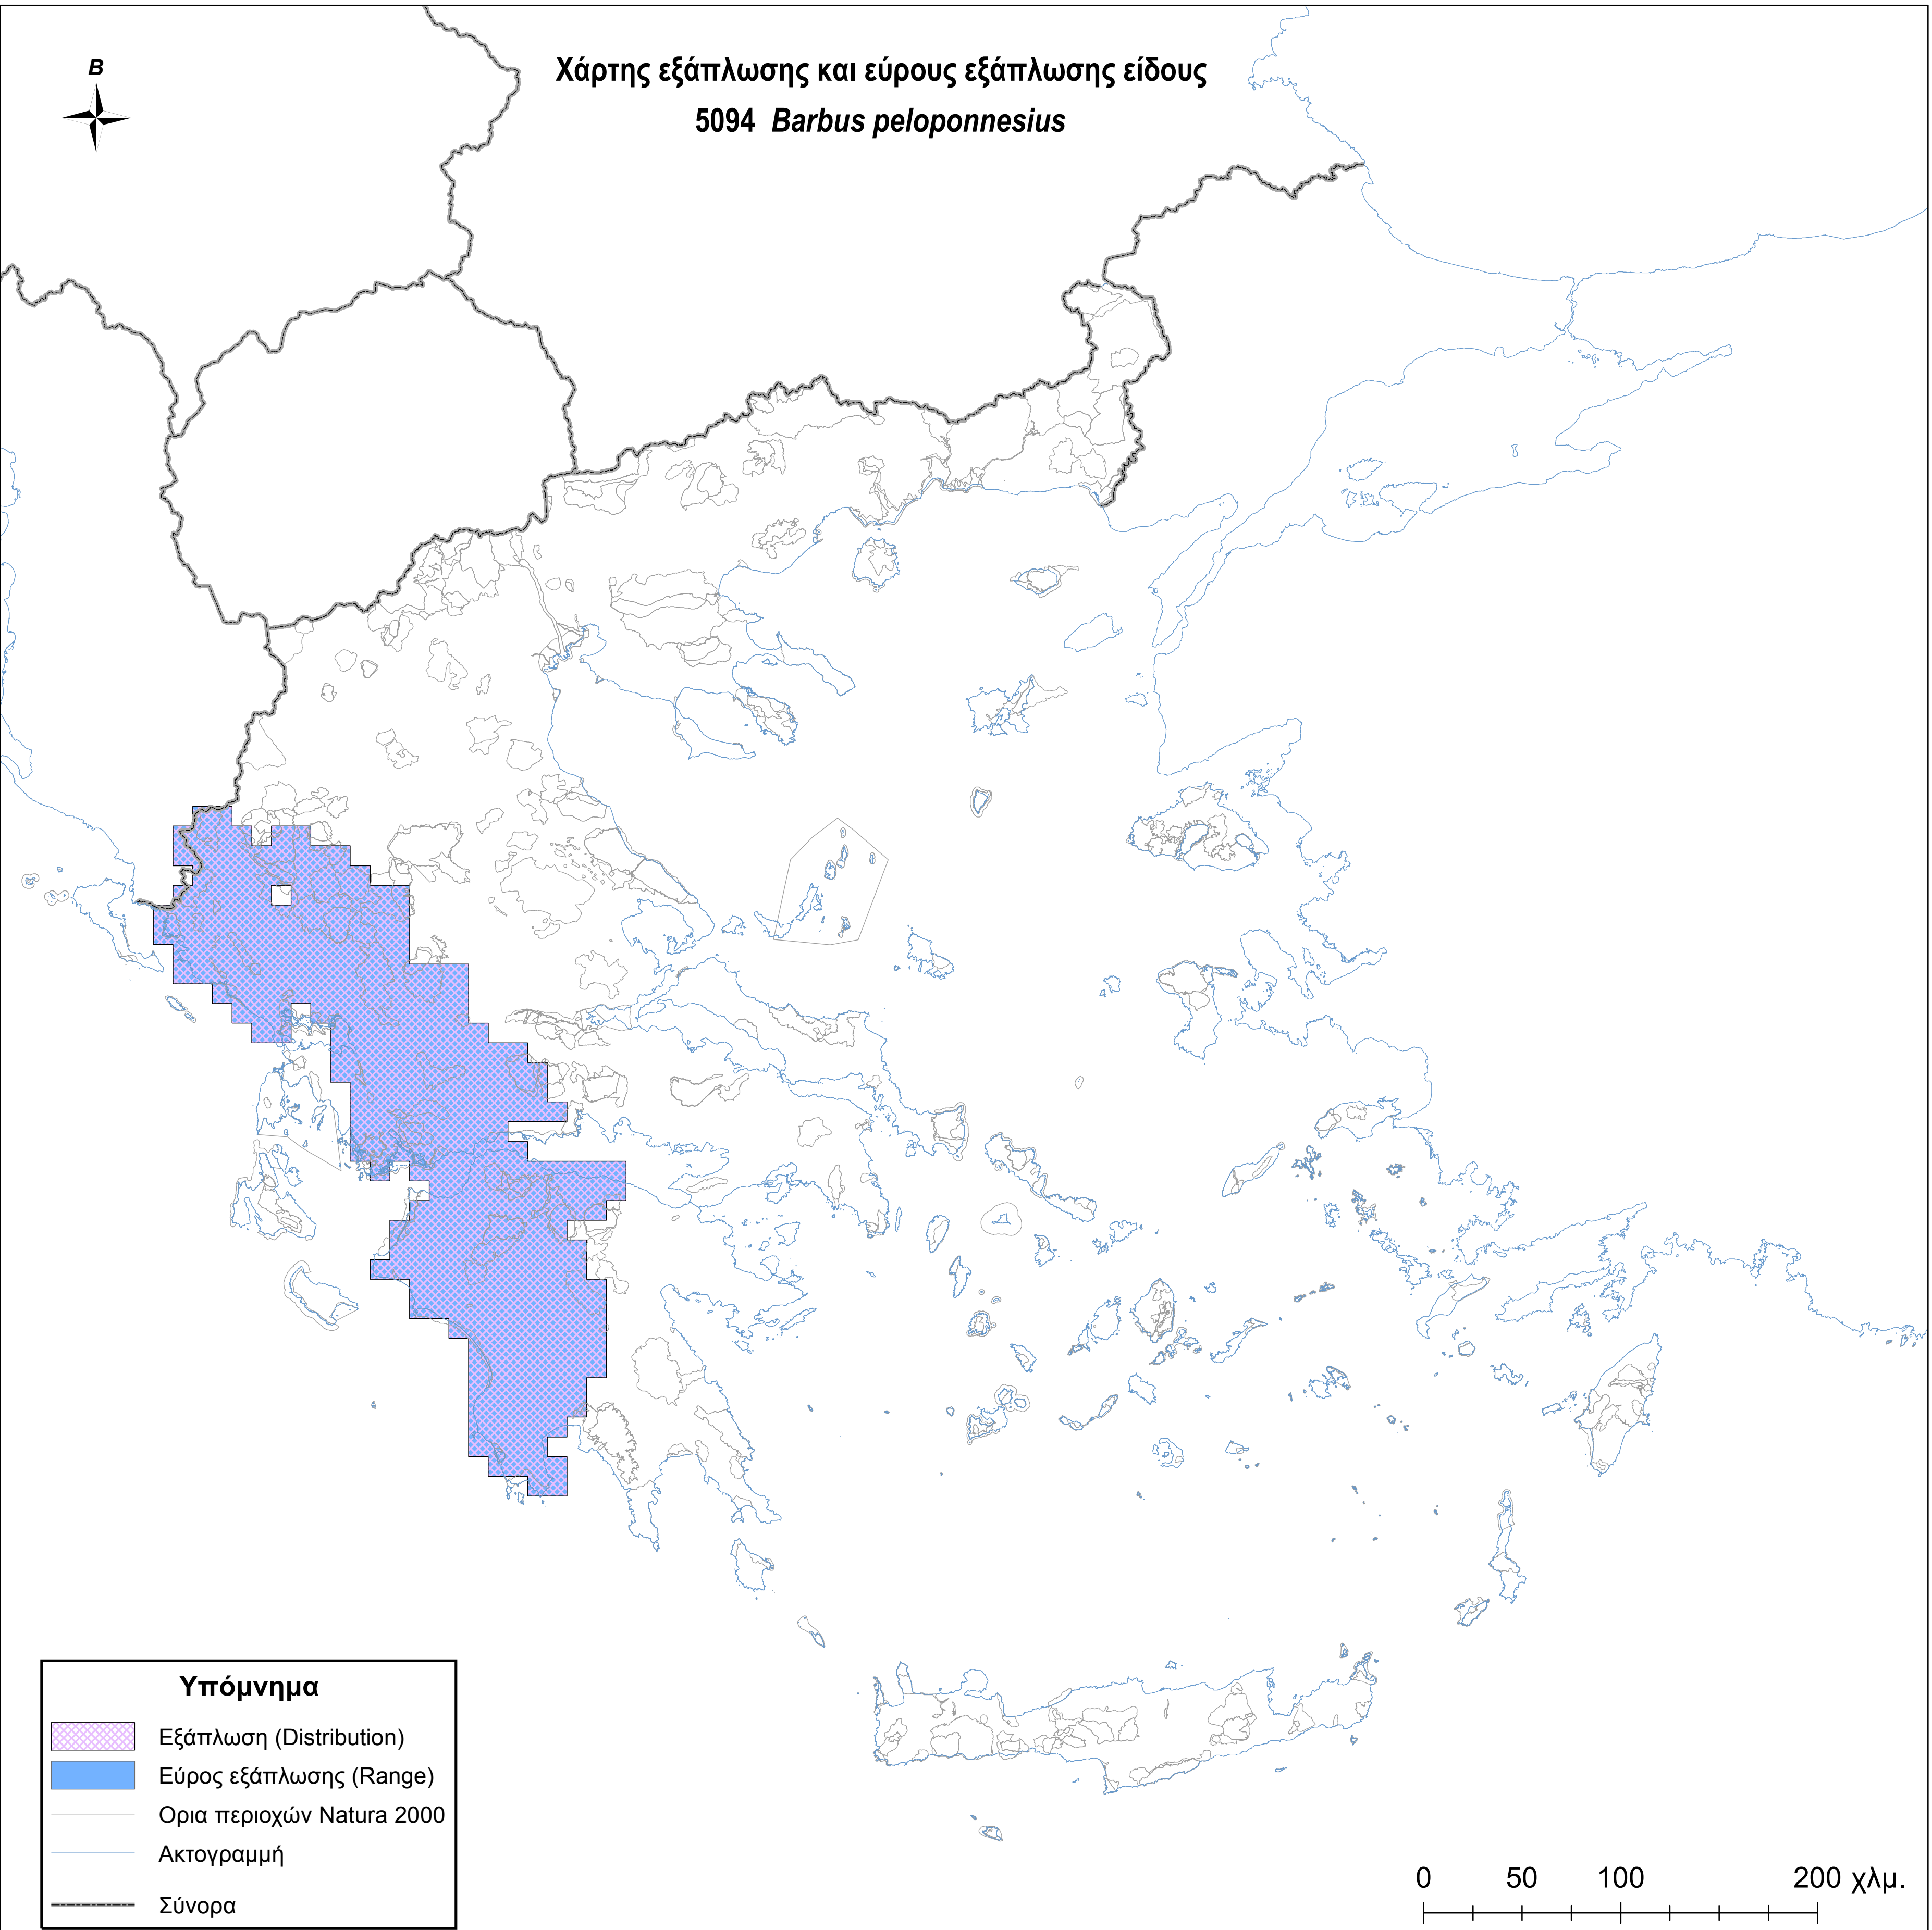 Β
Χάρτης εξάπλωσης και εύρους εξάπλωσης είδους
5094 Barbus peloponnesius
Υπόμνημα
Εξάπλωση (Distribution)
Εύρος εξάπλωσης (Range)
Ορια περιοχών Natura 2000
Ακτογραμμή
Σύνορα
0 50 100 200 χλμ.